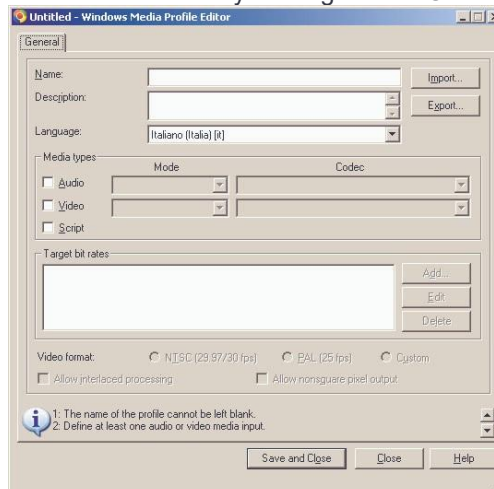 Untitled - Windows Media Profile Editor
General
Name:
Import...
Description:
Export...
Language:
Italiano (Italia) [it]
Media types
Mode
Codec
Audio
Video
Script
Target bit rates
Add...
Edit
Delete
Video format:
NTSC (29.97/30 fps)
PAL (25 fps)
Custom
Allow interlaced processing
Allow nonsquare pixel output
1: The name of the profile cannot be left blank.
2: Define at least one audio or video media input.
Save and Close
Close
Help